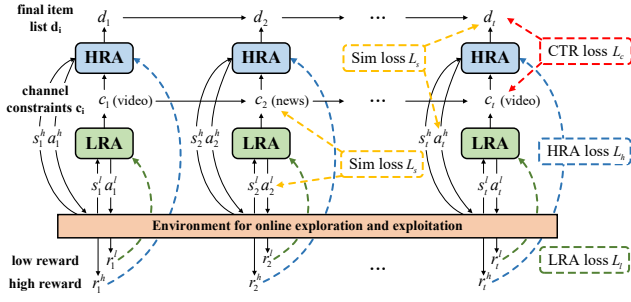 final item list dᵢ
d₁ d₂ ... dₜ
HRA HRA HRA
Sim loss Lₛ
CTR loss L꜀
channel constraints cᵢ
c₁ (video) c₂ (news) ... cₜ (video)
s₁ʰ a₁ʰ s₂ʰ a₂ʰ sₜʰ aₜʰ
LRA LRA LRA
Sim loss Lₛ
HRA loss Lₕ
s₁ˡ a₁ˡ s₂ˡ a₂ˡ sₜˡ aₜˡ
Environment for online exploration and exploitation
low reward r₁ˡ r₂ˡ rₜˡ
LRA loss Lₗ
high reward r₁ʰ r₂ʰ ... rₜʰ